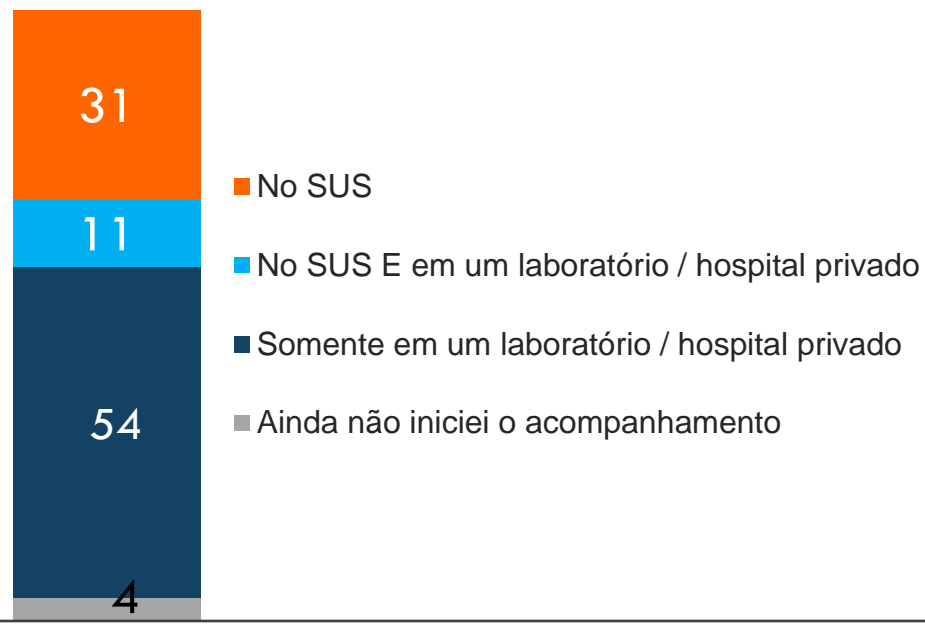 31
11
54
4
No SUS
No SUS E em um laboratório / hospital privado
Somente em um laboratório / hospital privado
Ainda não iniciei o acompanhamento